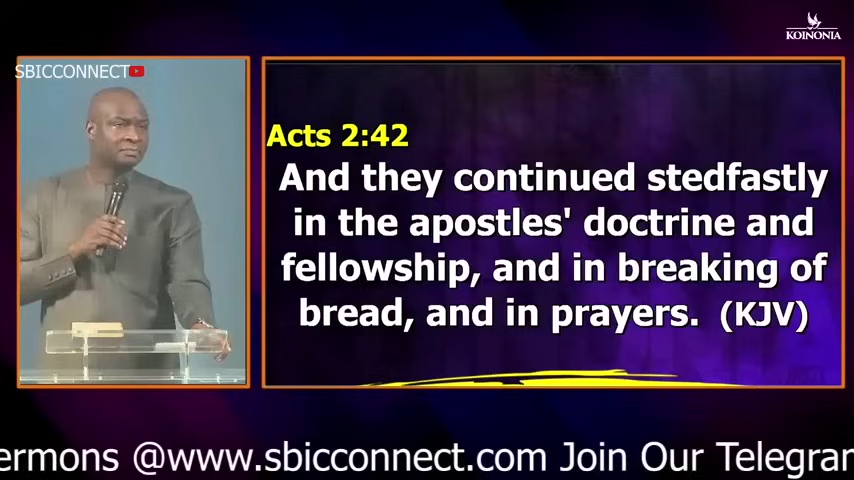 KOINONIA
SBICCONNECT
Acts 2:42
And they continued stedfastly
in the apostles' doctrine and
fellowship, and in breaking of
bread, and in prayers. (KJV)
ermons @www.sbicconnect.com Join Our Telegram